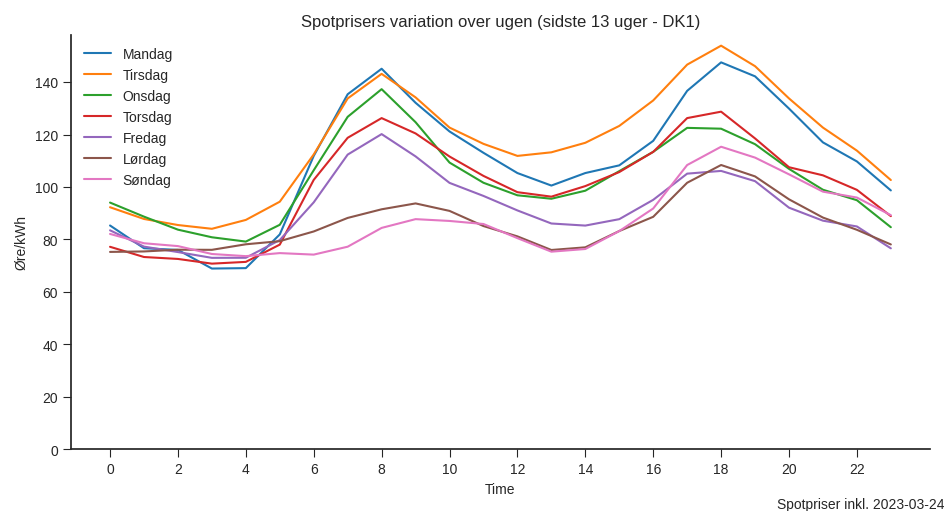 Spotprisers variation over ugen (sidste 13 uger - DK1)
Mandag
Tirsdag
Onsdag
Torsdag
Fredag
Lørdag
Søndag
Øre/kWh
140
120
100
80
60
40
20
0
0 2 4 6 8 10 12 14 16 18 20 22
Time
Spotpriser inkl. 2023-03-24